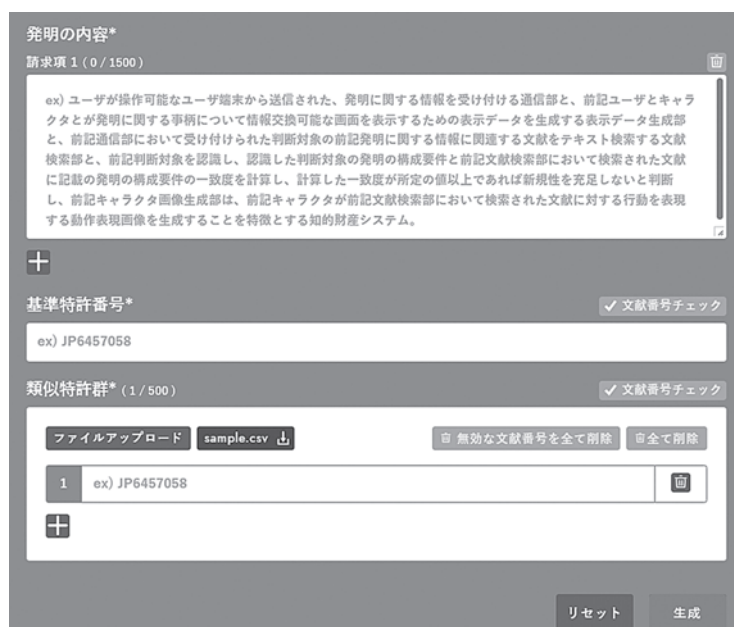 発明の内容*
請求項 1 ( 0 / 1500 )
ex) ユーザが操作可能なユーザ端末から送信された、発明に関する情報を受け付ける通信部と、前記ユーザとキャラ
クタとが発明に関する事柄について情報交換可能な画面を表示するための表示データを生成する表示データ生成部
と、前記通信部において受け付けられた判断対象の前記発明に関する情報に関連する文献をテキスト検索する文献
検索部と、前記判断対象を認識し、認識した判断対象の発明の構成要件と前記文献検索部において検索された文献
に記載の発明の構成要件の一致度を計算し、計算した一致度が所定の値以上であれば新規性を充足しないと判断
し、前記キャラクタ画像生成部は、前記キャラクタが前記文献検索部において検索された文献に対する行動を表現
する動作表現画像を生成することを特徴とする知的財産システム。
基準特許番号*
文献番号チェック
ex) JP6457058
類似特許群* ( 1 / 500 )
文献番号チェック
ファイルアップロード sample.csv 無効な文献番号を全て削除 全て削除
1 ex) JP6457058
リセット 生成